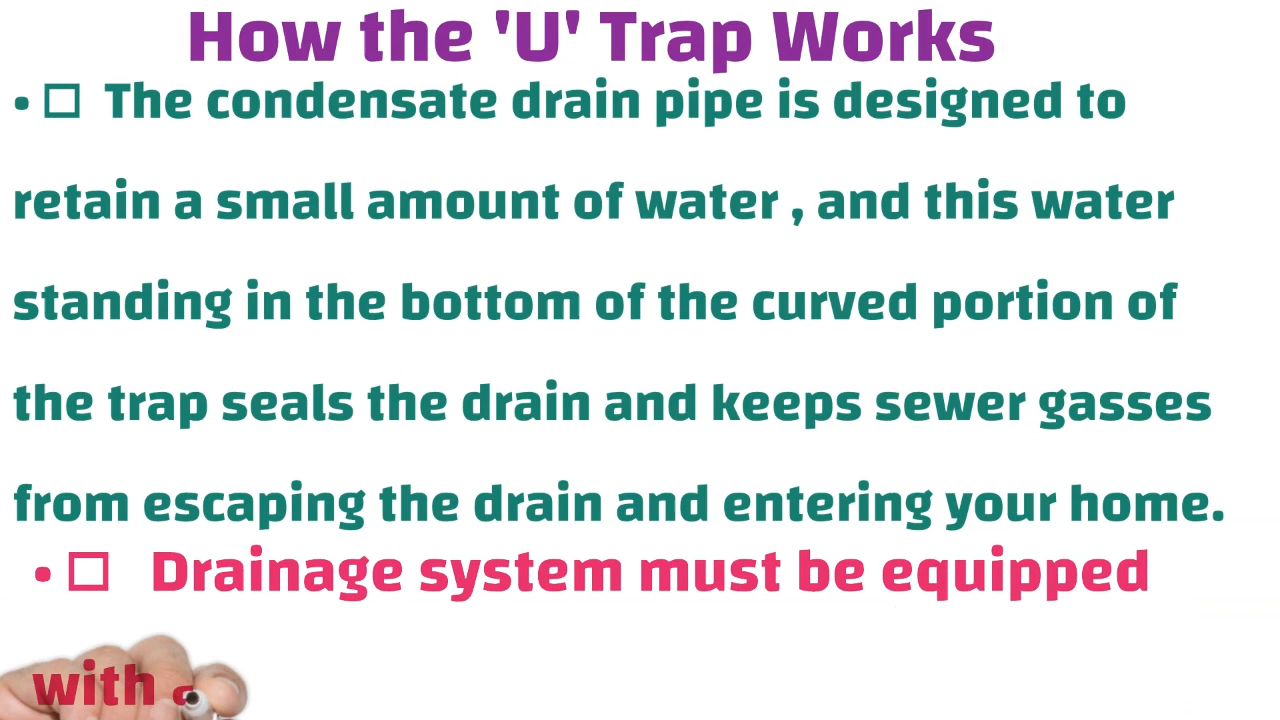 How the 'U' Trap Works
• □ The condensate drain pipe is designed to
retain a small amount of water , and this water
standing in the bottom of the curved portion of
the trap seals the drain and keeps sewer gasses
from escaping the drain and entering your home.
• □ Drainage system must be equipped
with